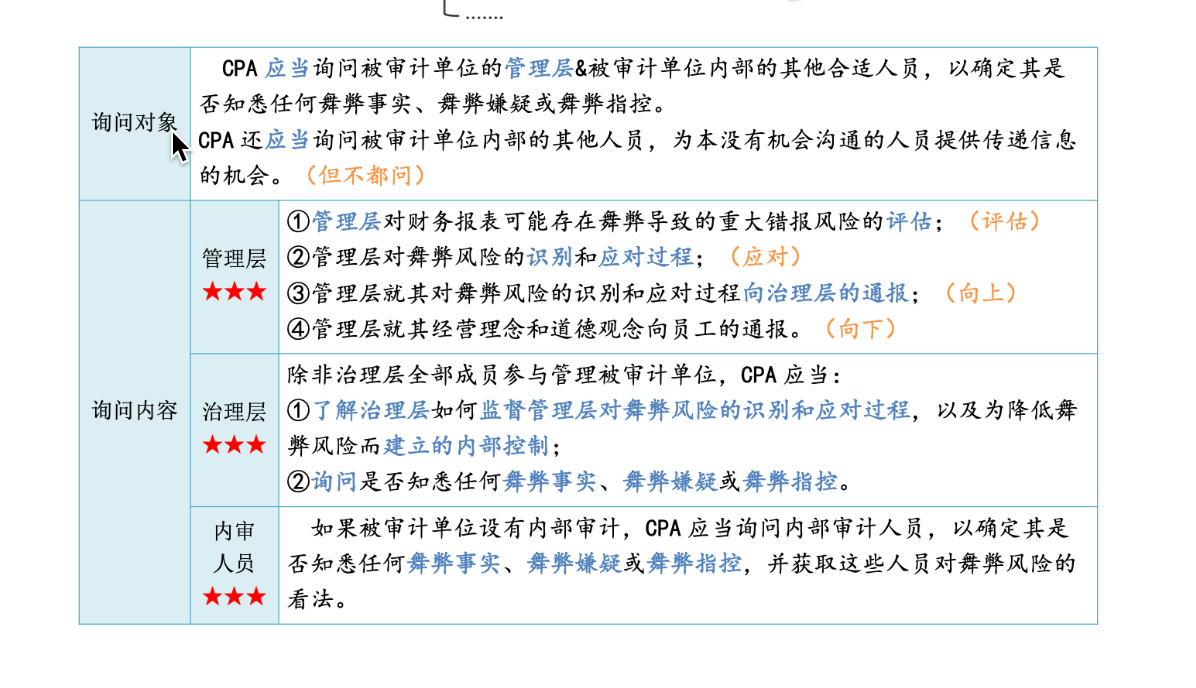 .......
询问对象
CPA 应当询问被审计单位的管理层&被审计单位内部的其他合适人员，以确定其是
否知悉任何舞弊事实、舞弊嫌疑或舞弊指控。
CPA 还应当询问被审计单位内部的其他人员，为本没有机会沟通的人员提供传递信息
的机会。（但不都问）
询问内容
管理层
★★★
①管理层对财务报表可能存在舞弊导致的重大错报风险的评估；（评估）
②管理层对舞弊风险的识别和应对过程；（应对）
③管理层就其对舞弊风险的识别和应对过程向治理层的通报；（向上）
④管理层就其经营理念和道德观念向员工的通报。（向下）
治理层
★★★
除非治理层全部成员参与管理被审计单位，CPA 应当：
①了解治理层如何监督管理层对舞弊风险的识别和应对过程，以及为降低舞
弊风险而建立的内部控制；
②询问是否知悉任何舞弊事实、舞弊嫌疑或舞弊指控。
内审
人员
★★★
如果被审计单位设有内部审计，CPA 应当询问内部审计人员，以确定其是
否知悉任何舞弊事实、舞弊嫌疑或舞弊指控，并获取这些人员对舞弊风险的
看法。